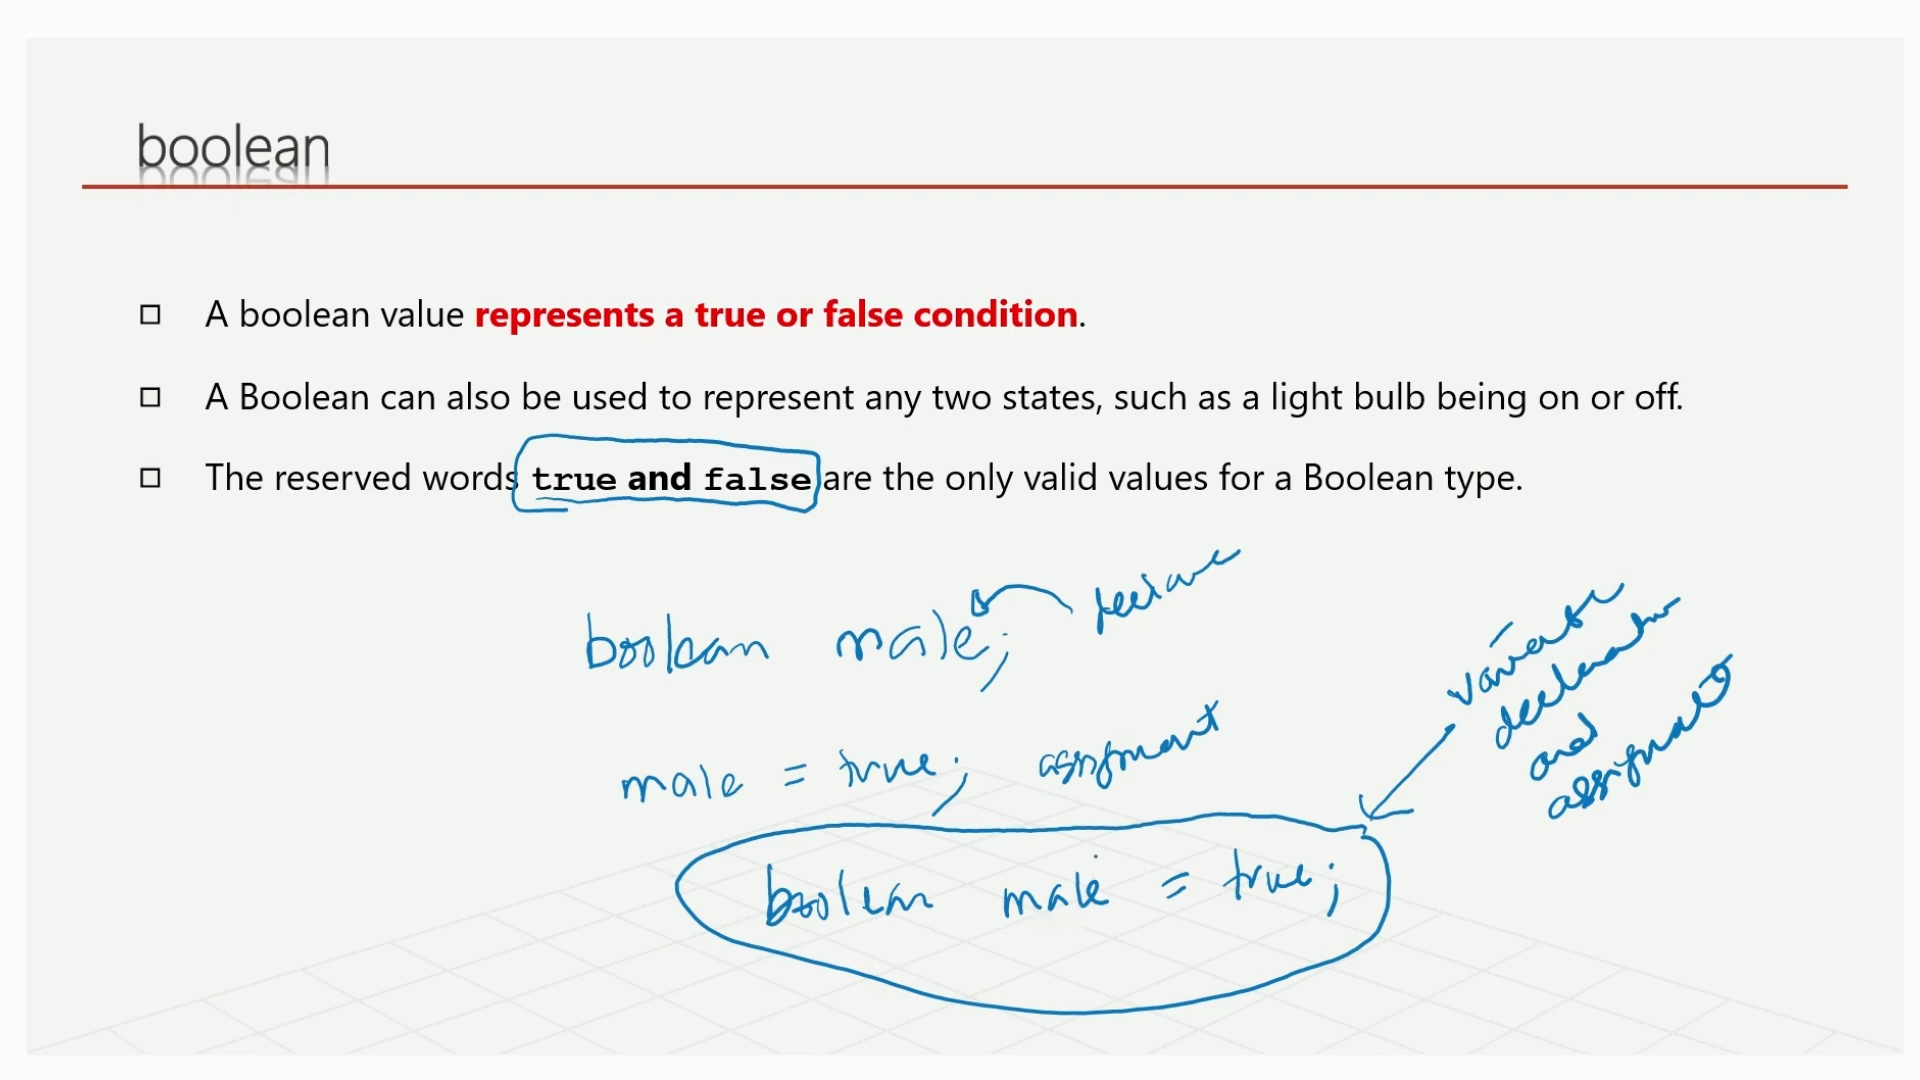 boolean
A boolean value represents a true or false condition.
A Boolean can also be used to represent any two states, such as a light bulb being on or off.
The reserved words true and false are the only valid values for a Boolean type.
boolean male;
declare
male = true;
assignment
boolean male = true;
variable
declaration
and
assignment